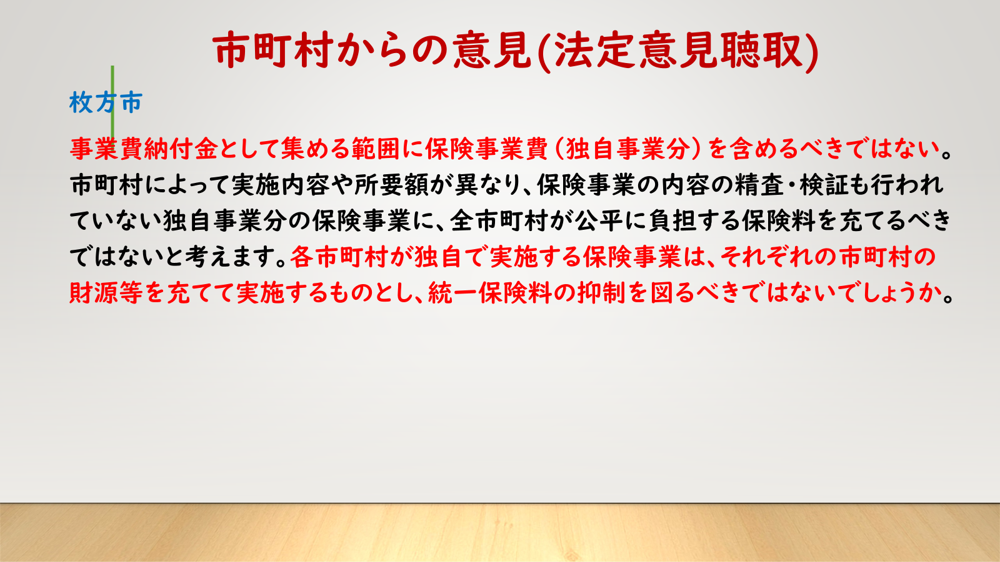 市町村からの意見(法定意見聴取)
枚方市
事業費納付金として集める範囲に保険事業費（独自事業分）を含めるべきではない。
市町村によって実施内容や所要額が異なり、保険事業の内容の精査・検証も行われ
ていない独自事業分の保険事業に、全市町村が公平に負担する保険料を充てるべき
ではないと考えます。各市町村が独自で実施する保険事業は、それぞれの市町村の
財源等を充てて実施するものとし、統一保険料の抑制を図るべきではないでしょうか。